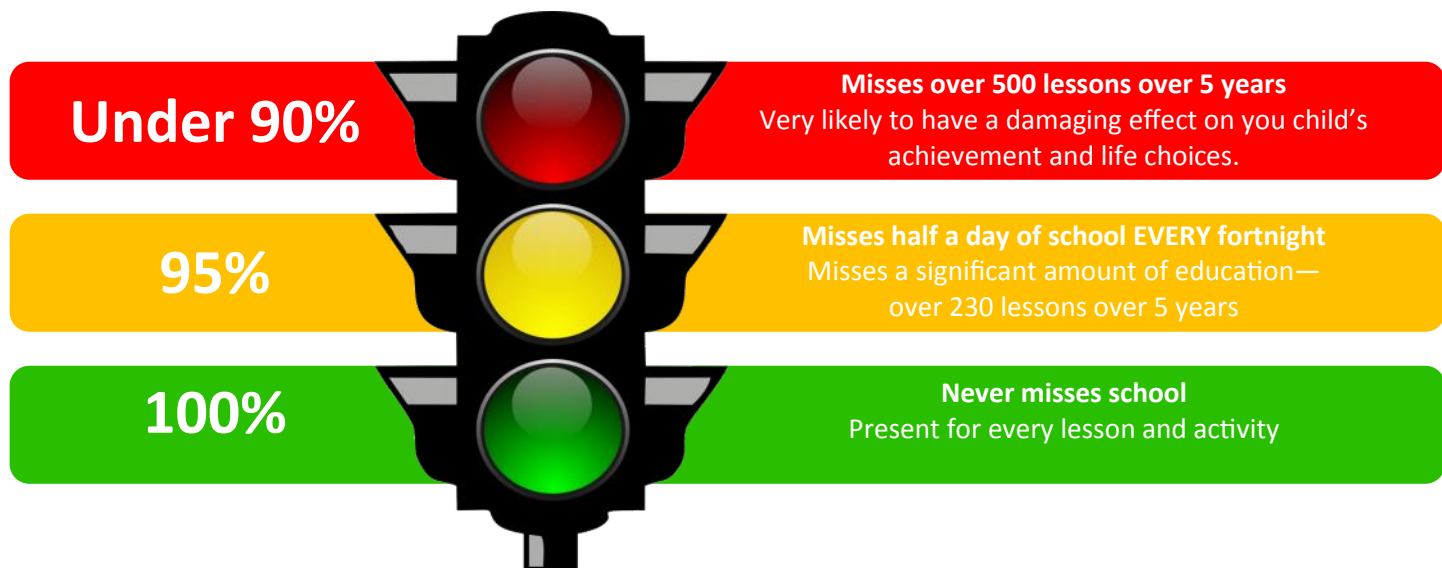 Under 90%
Misses over 500 lessons over 5 years
Very likely to have a damaging effect on you child’s
achievement and life choices.
95%
Misses half a day of school EVERY fortnight
Misses a significant amount of education—
over 230 lessons over 5 years
100%
Never misses school
Present for every lesson and activity